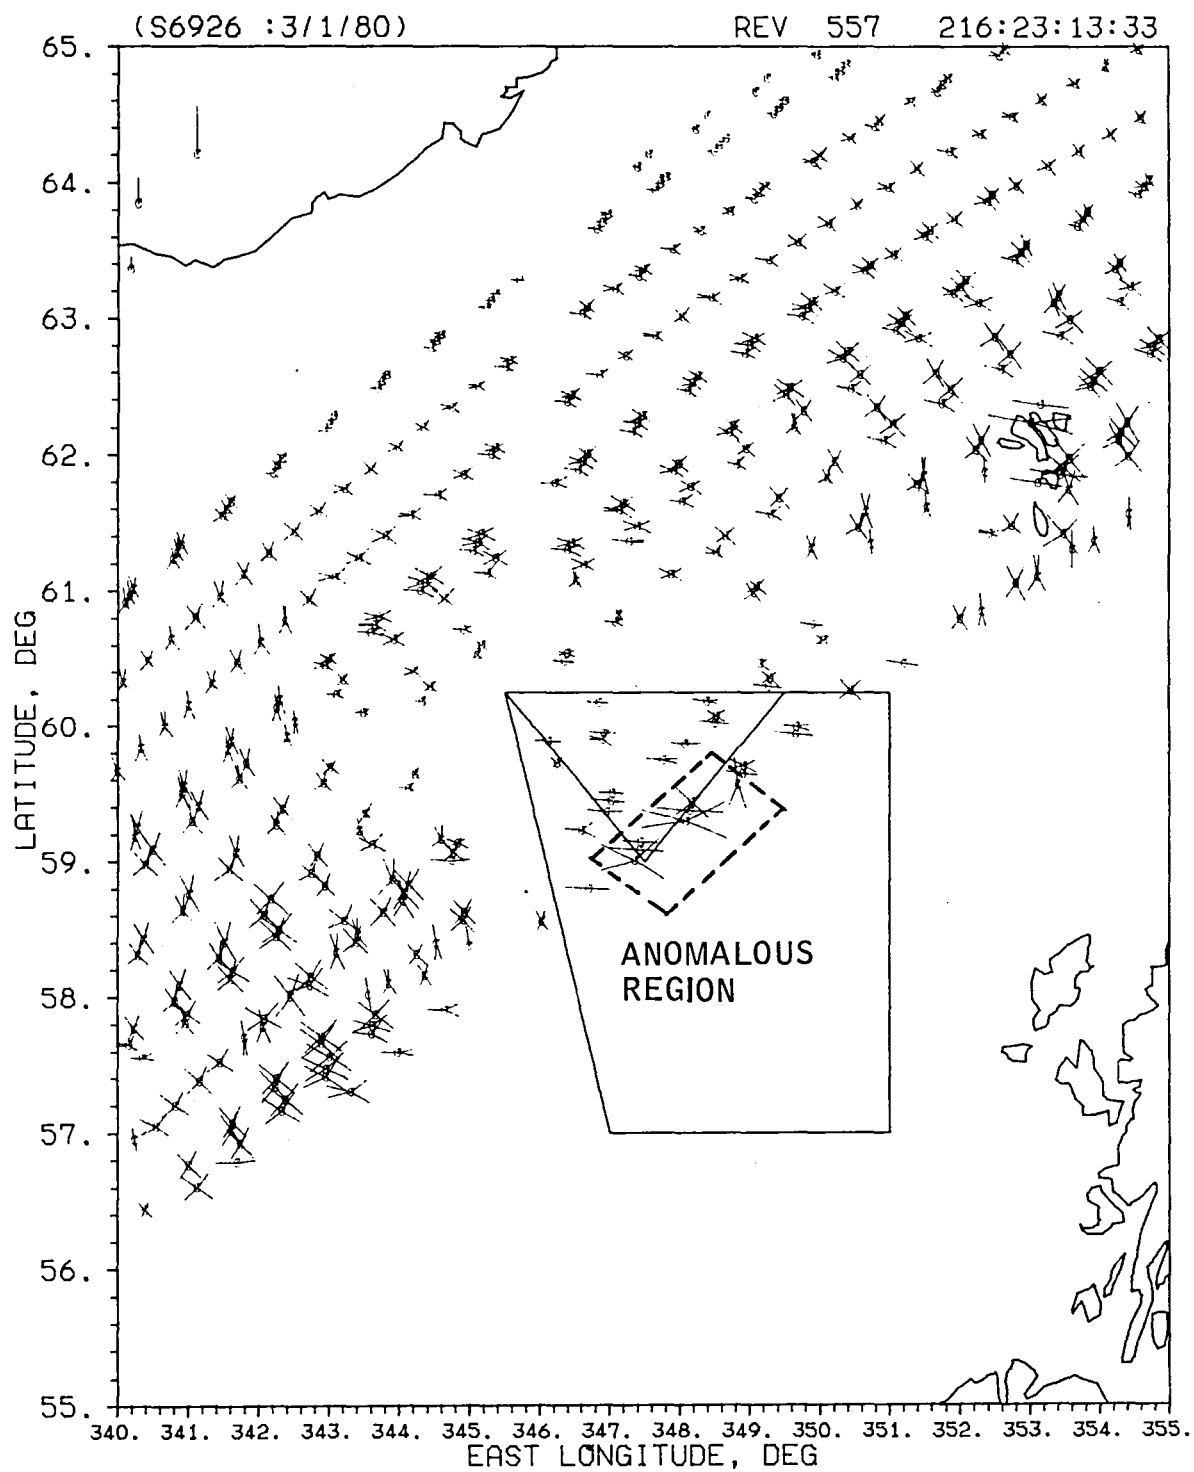 (S6926 :3/1/80) REV 557 216:23:13:33
65.
64.
63.
62.
61.
60.
59.
58.
57.
56.
55.
LATITUDE, DEG
ANOMALOUS
REGION
340. 341. 342. 343. 344. 345. 346. 347. 348. 349. 350. 351. 352. 353. 354. 355.
EAST LONGITUDE, DEG